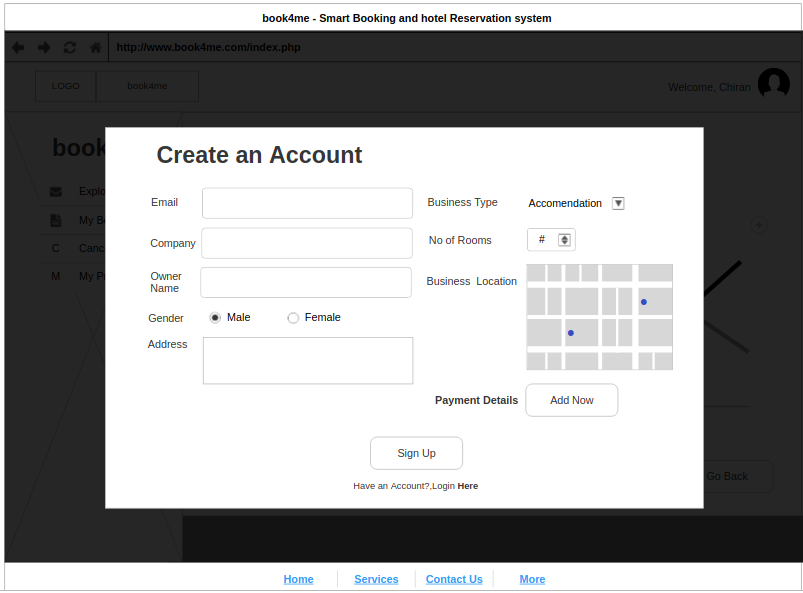 book4me - Smart Booking and hotel Reservation system
http://www.book4me.com/index.php
LOGO
book4me
Welcome, Chiran
book
Create an Account
Explo
My B
C Canc
M My P
Email
Company
Owner
Name
Gender
Male
Female
Address
Business Type
Accomendation
No of Rooms
#
Business Location
Payment Details
Add Now
Sign Up
Have an Account?,Login Here
Go Back
Home
Services
Contact Us
More